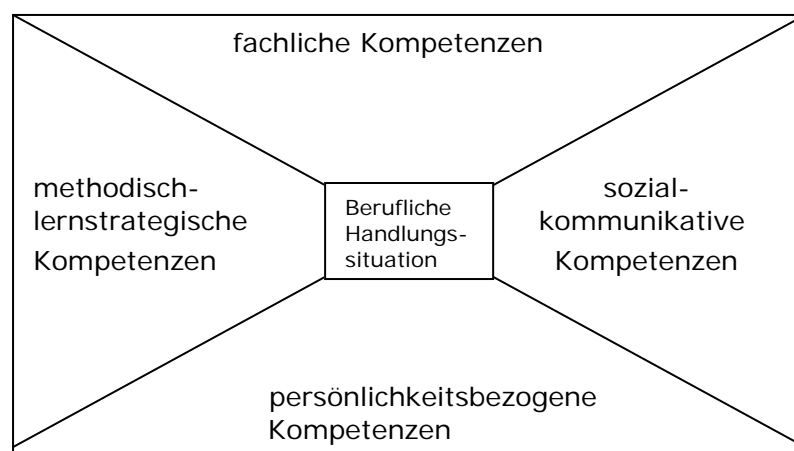 fachliche Kompetenzen
methodisch-
lernstrategische
Kompetenzen
Berufliche
Handlungs-
situation
sozial-
kommunikative
Kompetenzen
persönlichkeitsbezogene
Kompetenzen